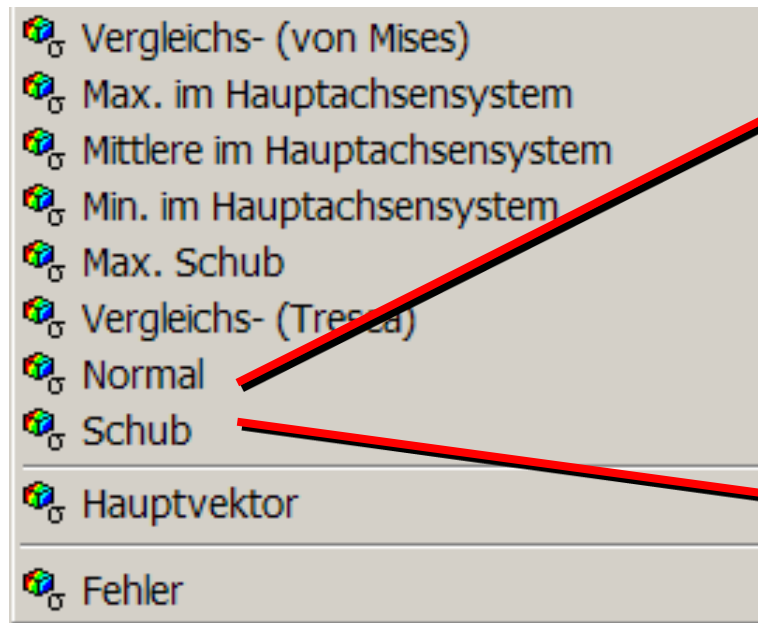 Vergleichs- (von Mises)
Max. im Hauptachsensystem
Mittlere im Hauptachsensystem
Min. im Hauptachsensystem
Max. Schub
Vergleichs- (Tresca)
Normal
Schub
Hauptvektor
Fehler